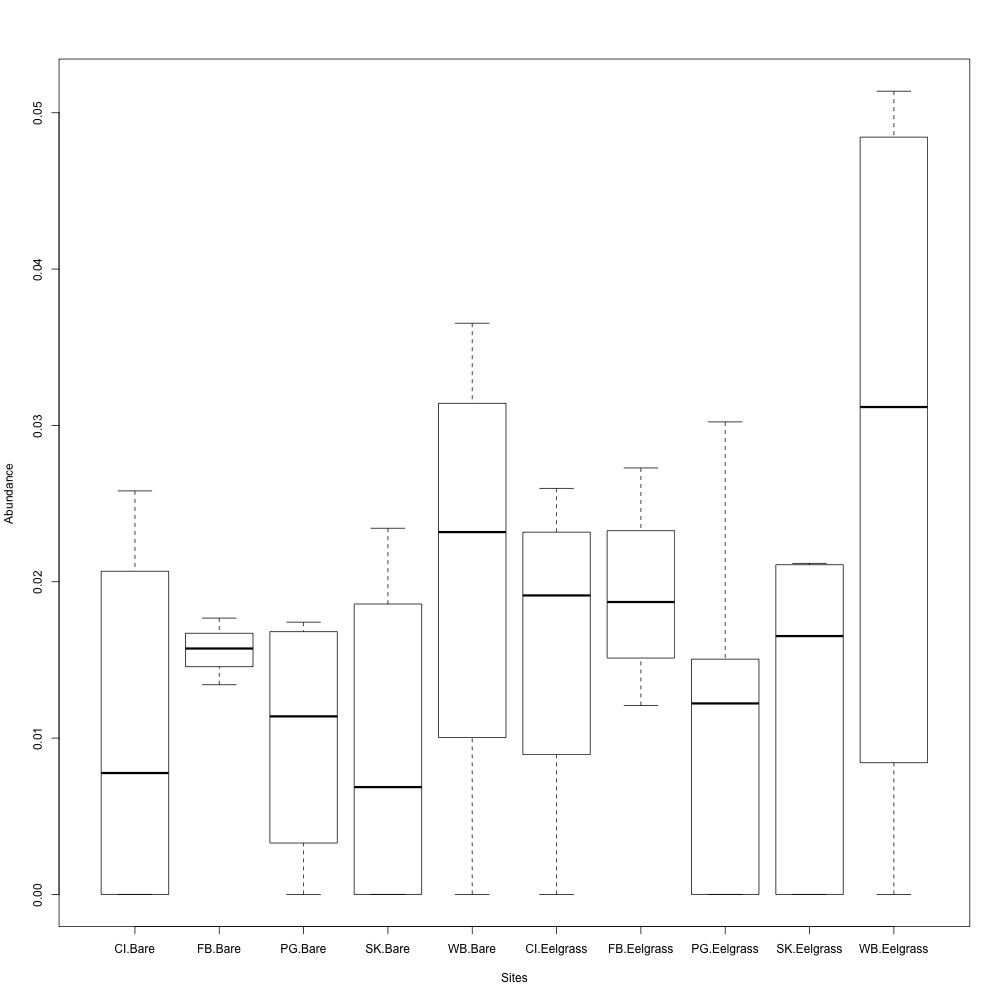 Abundance
0.05
0.04
0.03
0.02
0.01
0.00
CI.Bare FB.Bare PG.Bare SK.Bare WB.Bare CI.Eelgrass FB.Eelgrass PG.Eelgrass SK.Eelgrass WB.Eelgrass
Sites